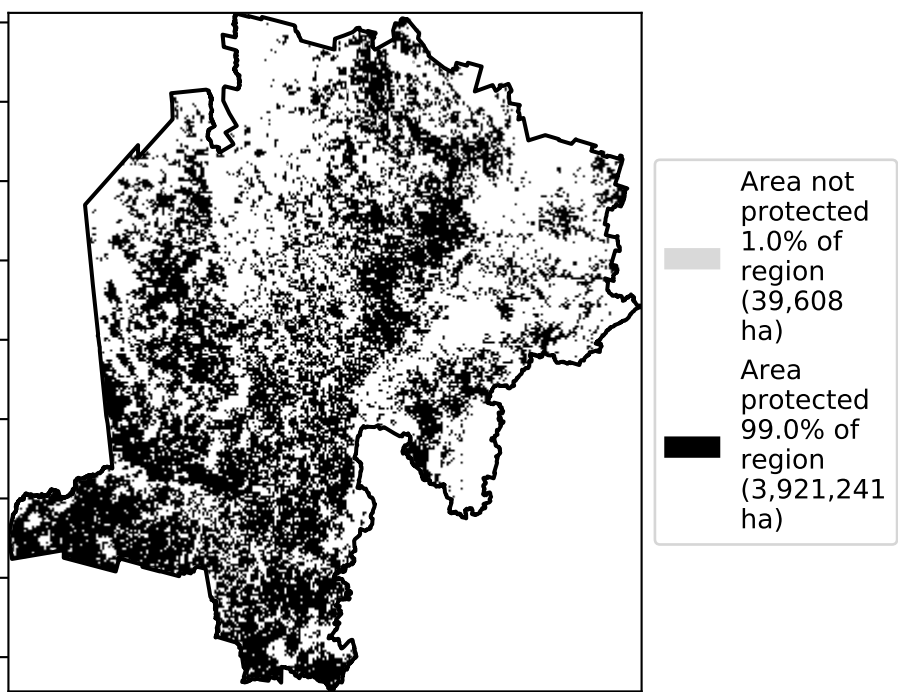 Area not
protected
1.0% of
region
(39,608
ha)
Area
protected
99.0% of
region
(3,921,241
ha)